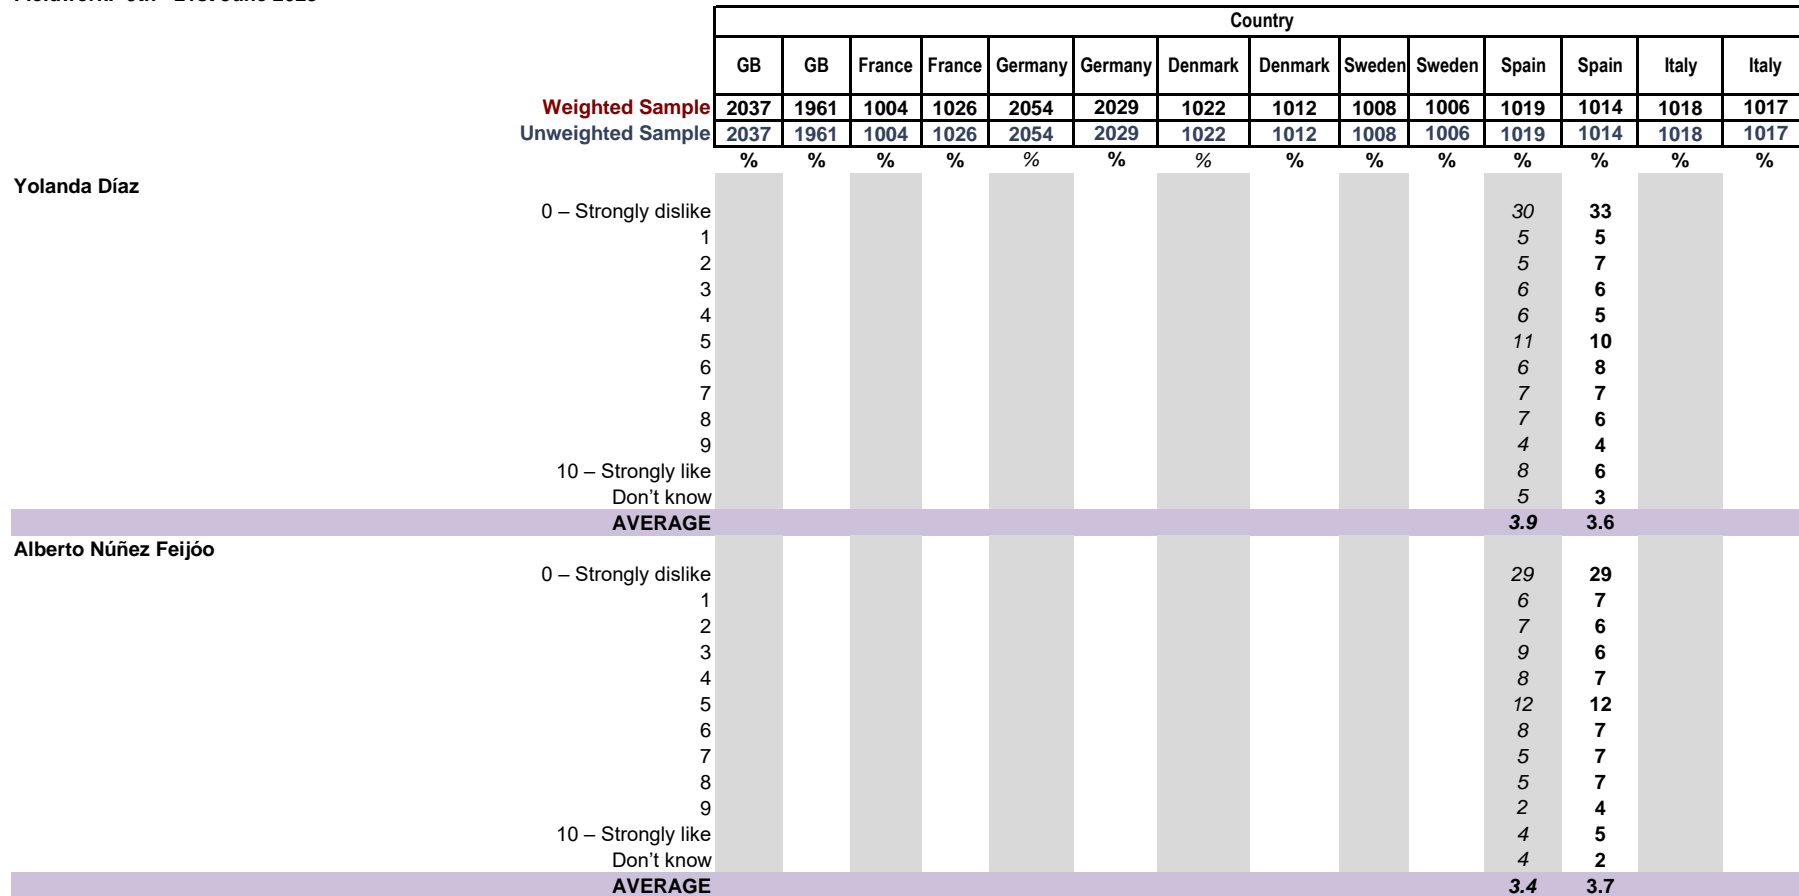 Country
GB GB France France Germany Germany Denmark Denmark Sweden Sweden Spain Spain Italy Italy
Weighted Sample 2037 1961 1004 1026 2054 2029 1022 1012 1008 1006 1019 1014 1018 1017
Unweighted Sample 2037 1961 1004 1026 2054 2029 1022 1012 1008 1006 1019 1014 1018 1017
% % % % % % % % % % % % % %
Yolanda Díaz
0 – Strongly dislike 30 33
1 5 5
2 5 7
3 6 6
4 6 5
5 11 10
6 6 8
7 7 7
8 7 6
9 4 4
10 – Strongly like 8 6
Don't know 5 3
AVERAGE 3.9 3.6
Alberto Núñez Feijóo
0 – Strongly dislike 29 29
1 6 7
2 7 6
3 9 6
4 8 7
5 12 12
6 8 7
7 5 7
8 5 7
9 2 4
10 – Strongly like 4 5
Don't know 4 2
AVERAGE 3.4 3.7